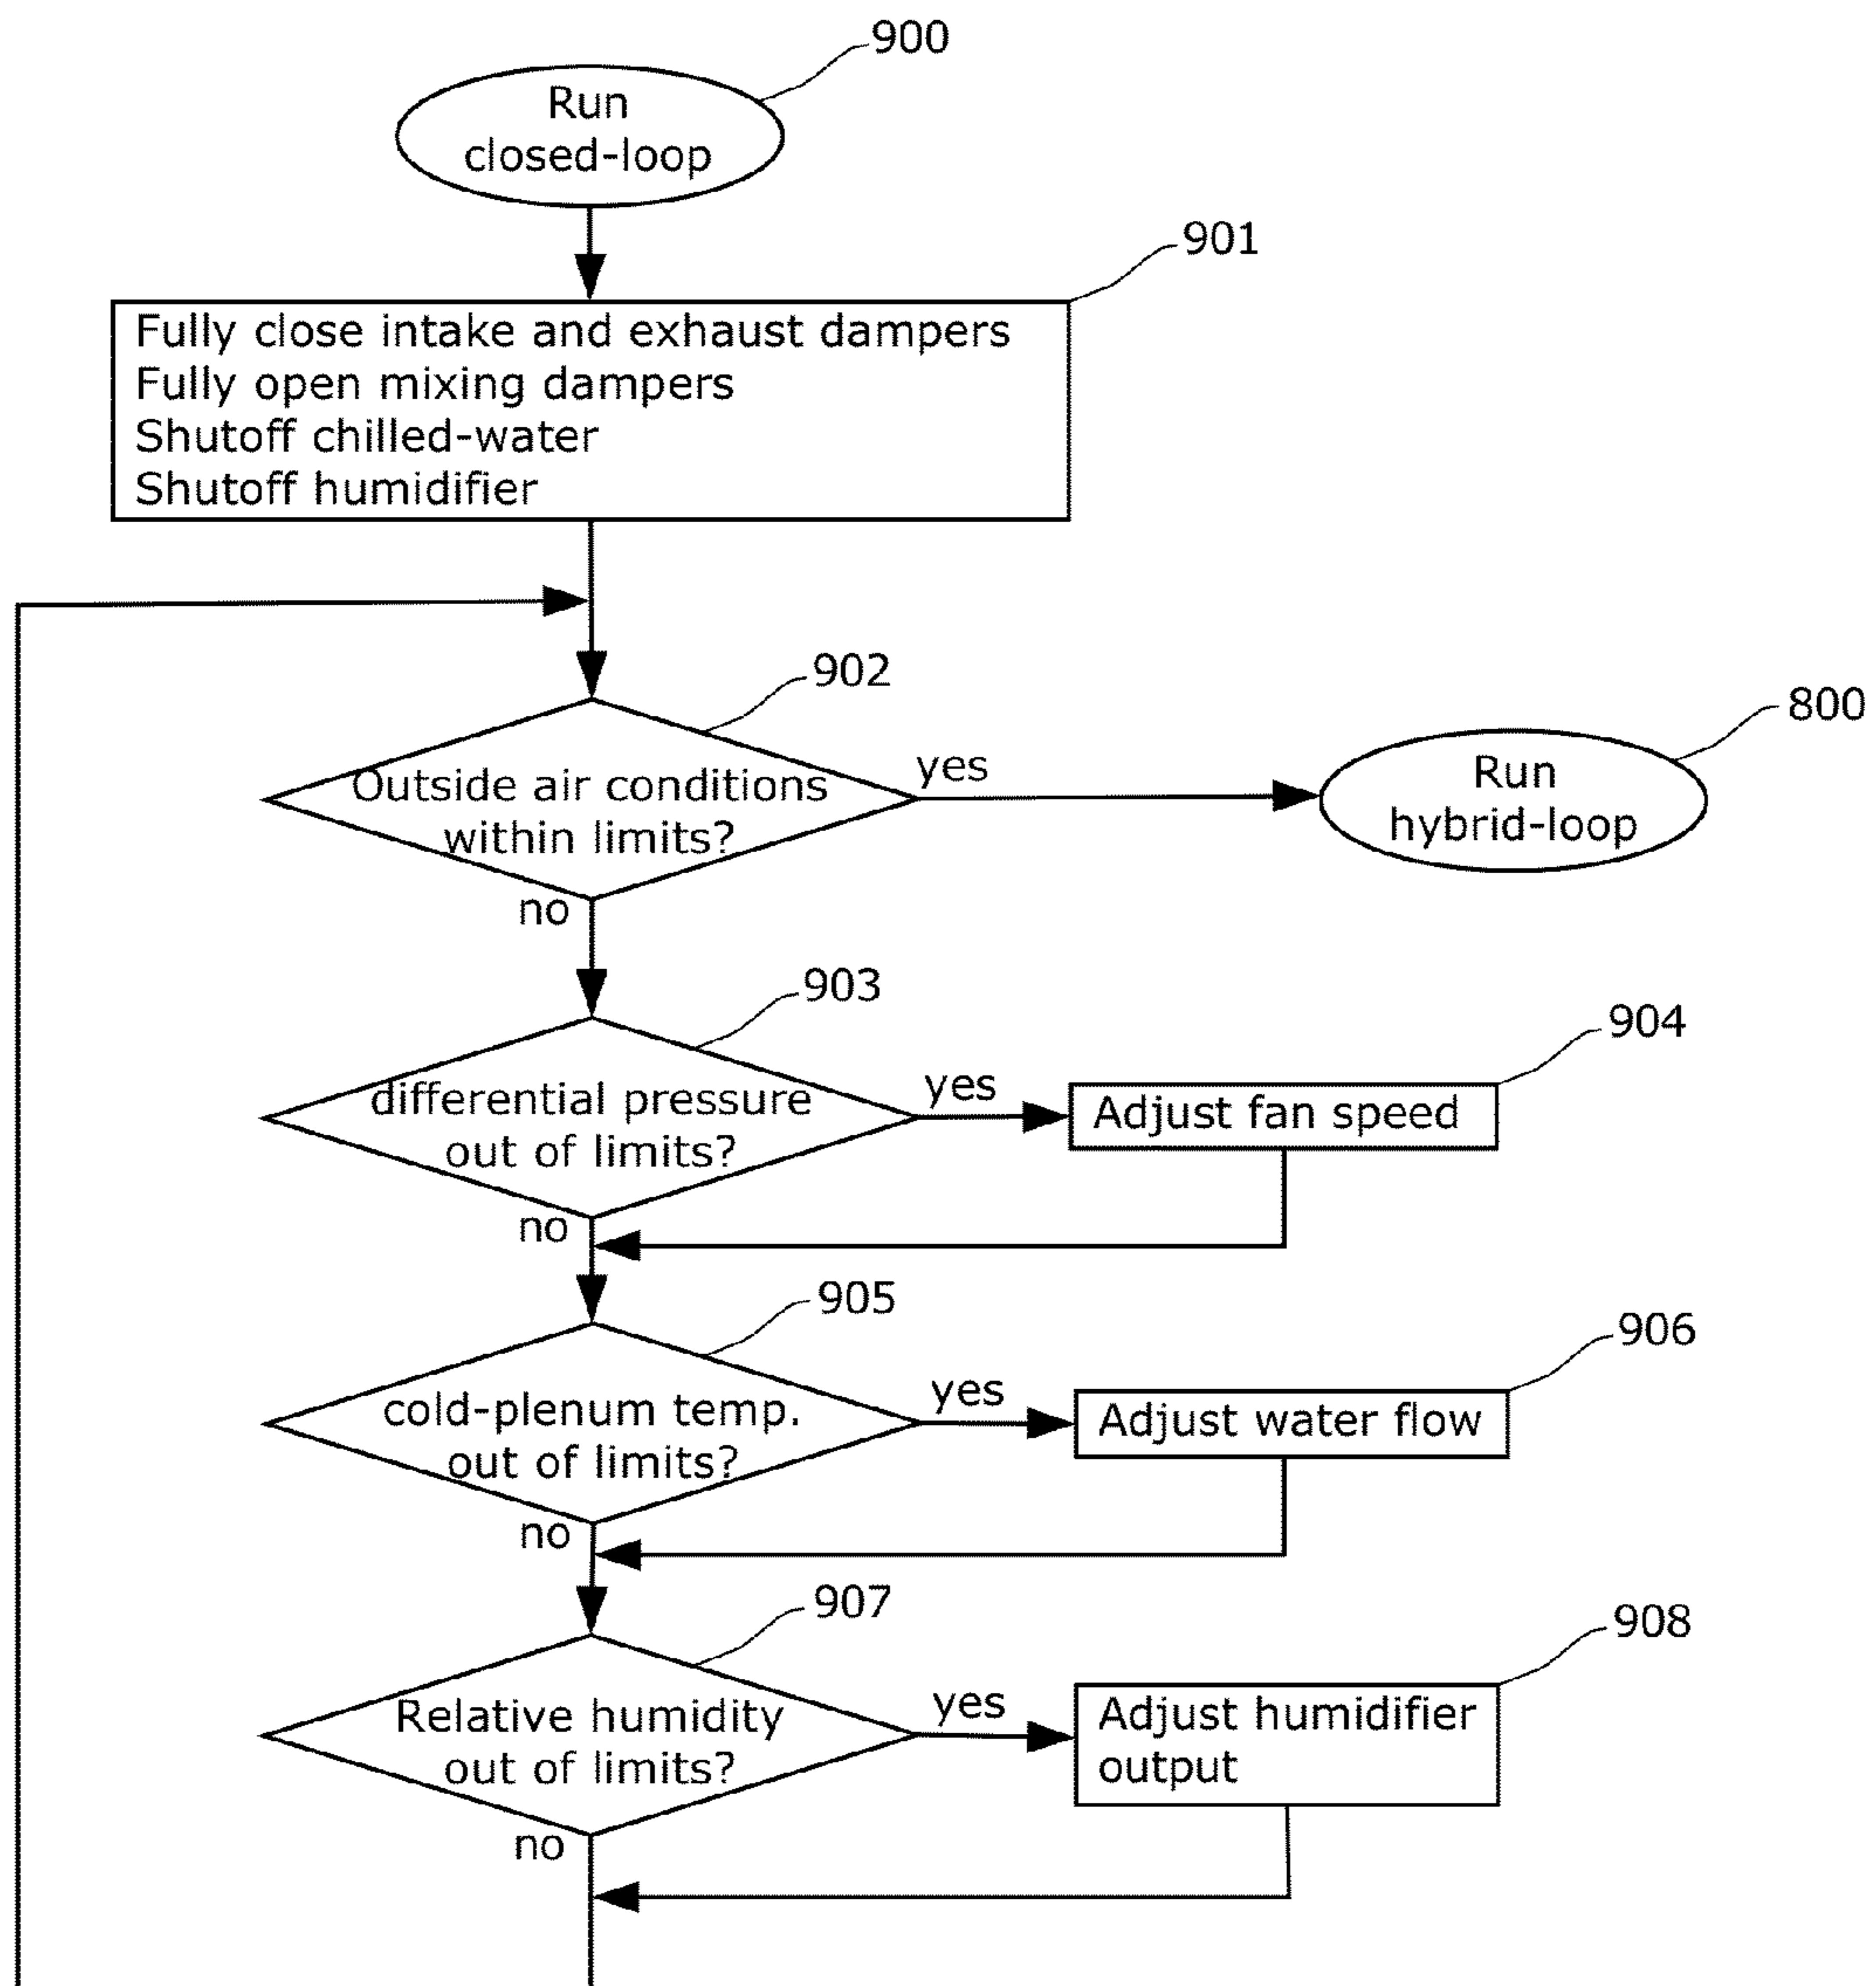 900
Run
closed-loop
901
Fully close intake and exhaust dampers
Fully open mixing dampers
Shutoff chilled-water
Shutoff humidifier
902
Outside air conditions
within limits?
yes
800
Run
hybrid-loop
no
903
differential pressure
out of limits?
yes
904
Adjust fan speed
no
905
cold-plenum temp.
out of limits?
yes
906
Adjust water flow
no
907
Relative humidity
out of limits?
yes
908
Adjust humidifier
output
no